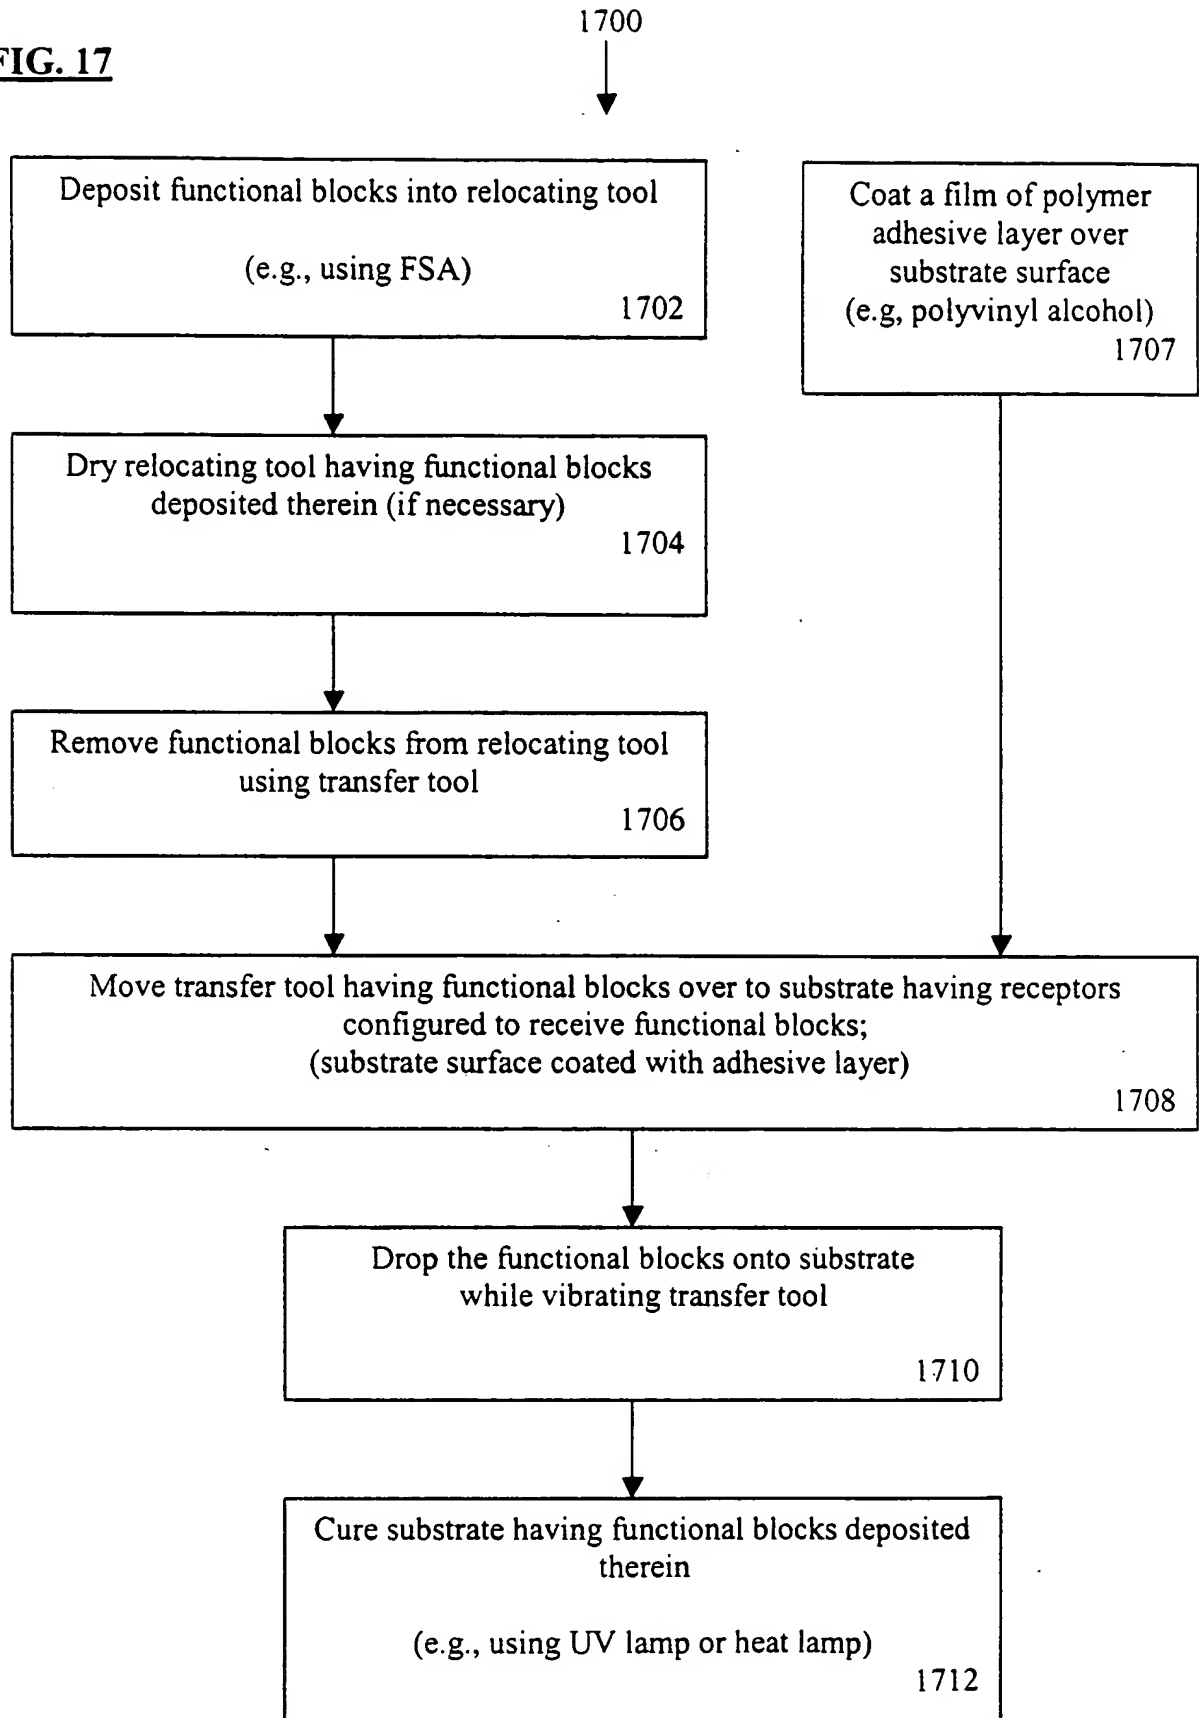 1700
FIG. 17
Deposit functional blocks into relocating tool
(e.g., using FSA)
1702
Coat a film of polymer
adhesive layer over
substrate surface
(e.g, polyvinyl alcohol)
1707
Dry relocating tool having functional blocks
deposited therein (if necessary)
1704
Remove functional blocks from relocating tool
using transfer tool
1706
Move transfer tool having functional blocks over to substrate having receptors
configured to receive functional blocks;
(substrate surface coated with adhesive layer)
1708
Drop the functional blocks onto substrate
while vibrating transfer tool
1710
Cure substrate having functional blocks deposited
therein
(e.g., using UV lamp or heat lamp)
1712